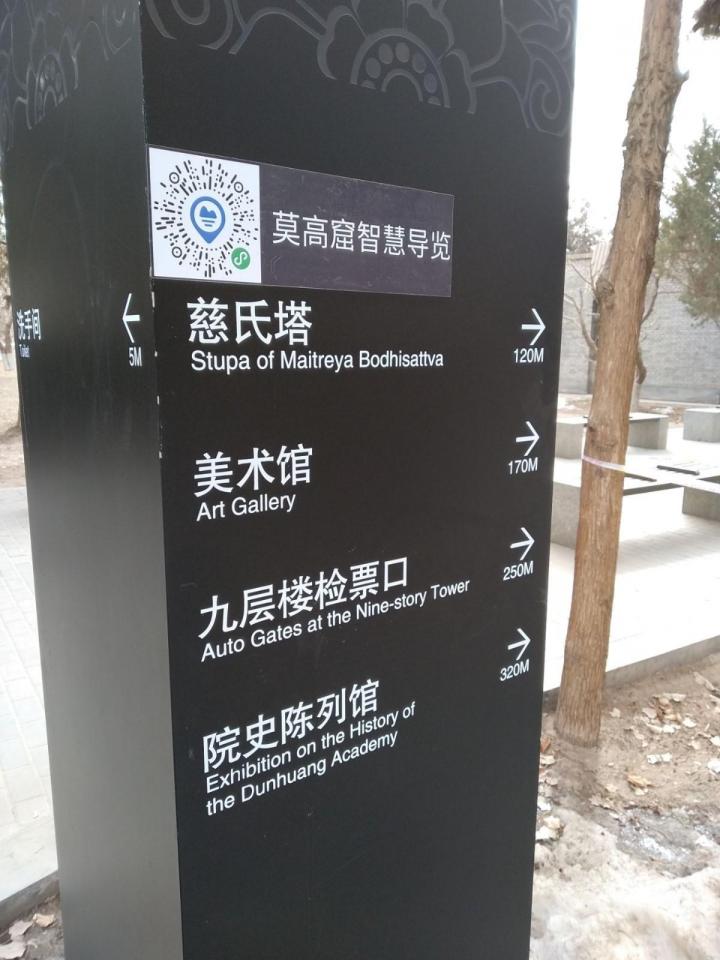 莫高窟智慧导览
洗手间
Toilet
5M
慈氏塔
Stupa of Maitreya Bodhisattva
120M
美术馆
Art Gallery
170M
九层楼检票口
Auto Gates at the Nine-story Tower
250M
院史陈列馆
Exhibition on the History of
the Dunhuang Academy
320M